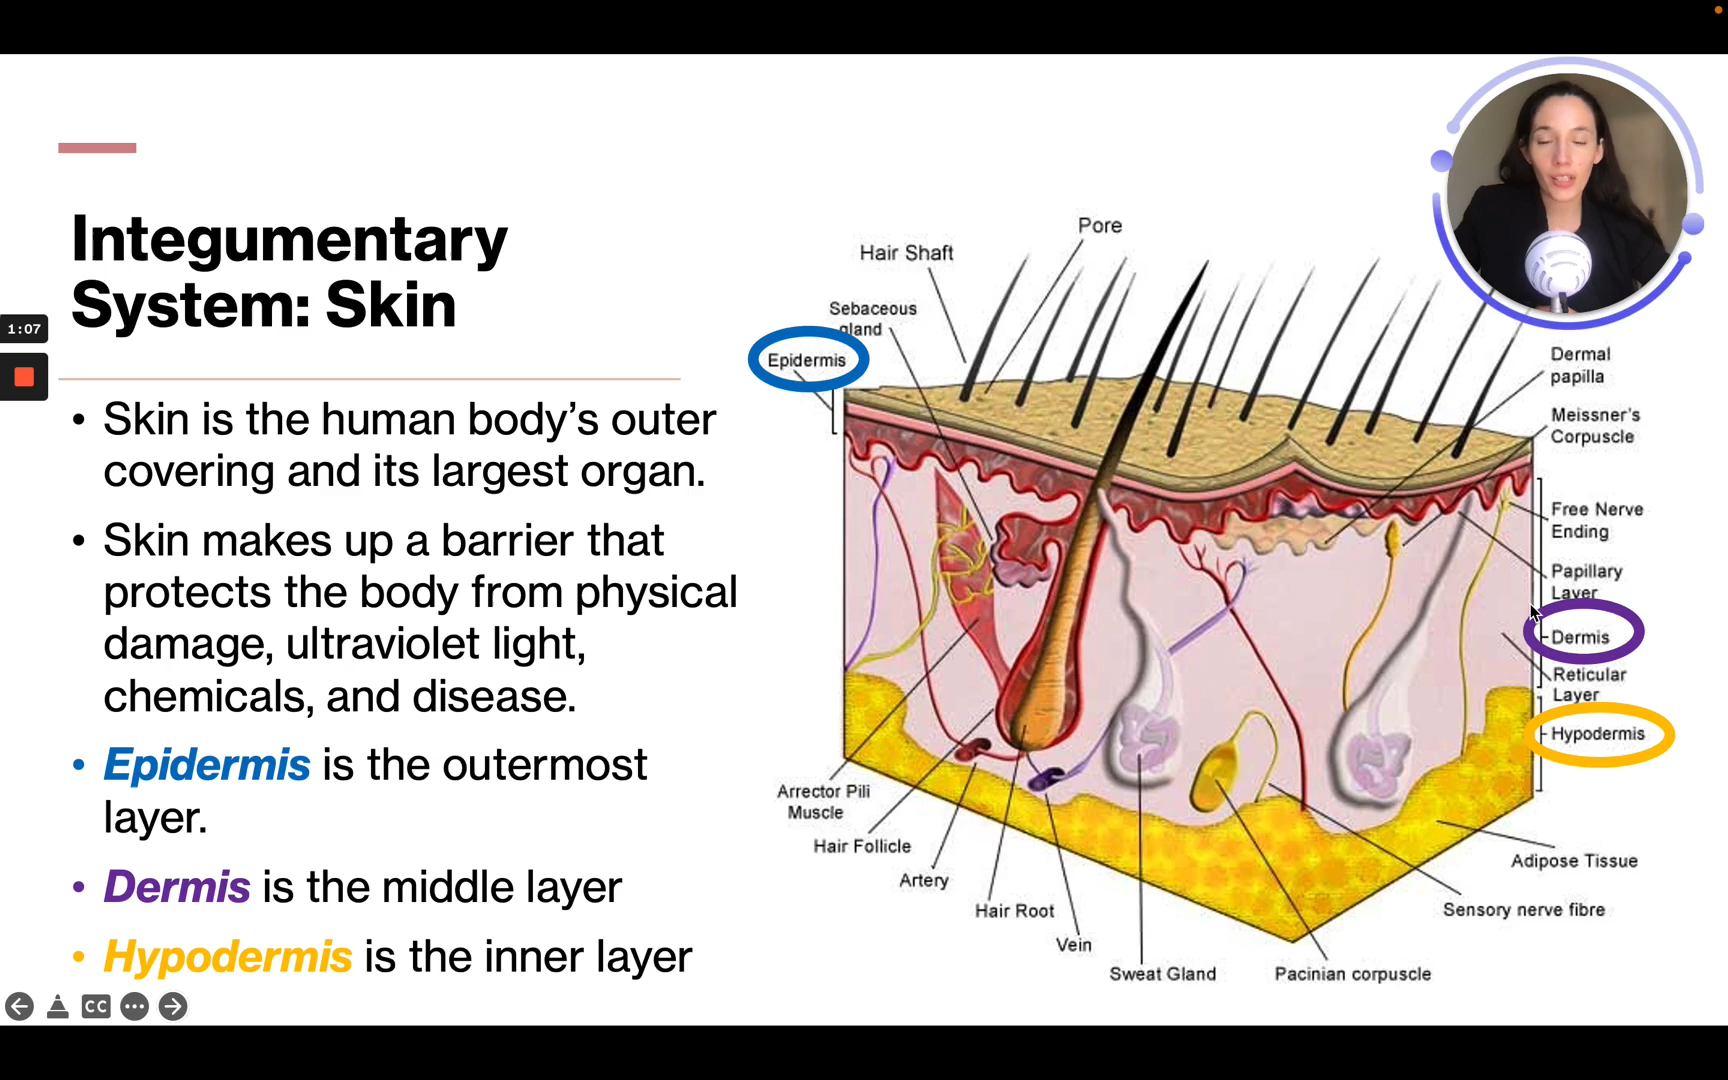 Integumentary
System: Skin
1:07
• Skin is the human body’s outer
covering and its largest organ.
• Skin makes up a barrier that
protects the body from physical
damage, ultraviolet light,
chemicals, and disease.
• Epidermis is the outermost
layer.
• Dermis is the middle layer
• Hypodermis is the inner layer
CC
Pore
Hair Shaft
Sebaceous
gland
Epidermis
Dermal
papilla
Meissner's
Corpuscle
Free Nerve
Ending
Papillary
Layer
Dermis
Reticular
Layer
Hypodermis
Arrector Pili
Muscle
Hair Follicle
Artery
Hair Root
Vein
Sweat Gland
Pacinian corpuscle
Sensory nerve fibre
Adipose Tissue